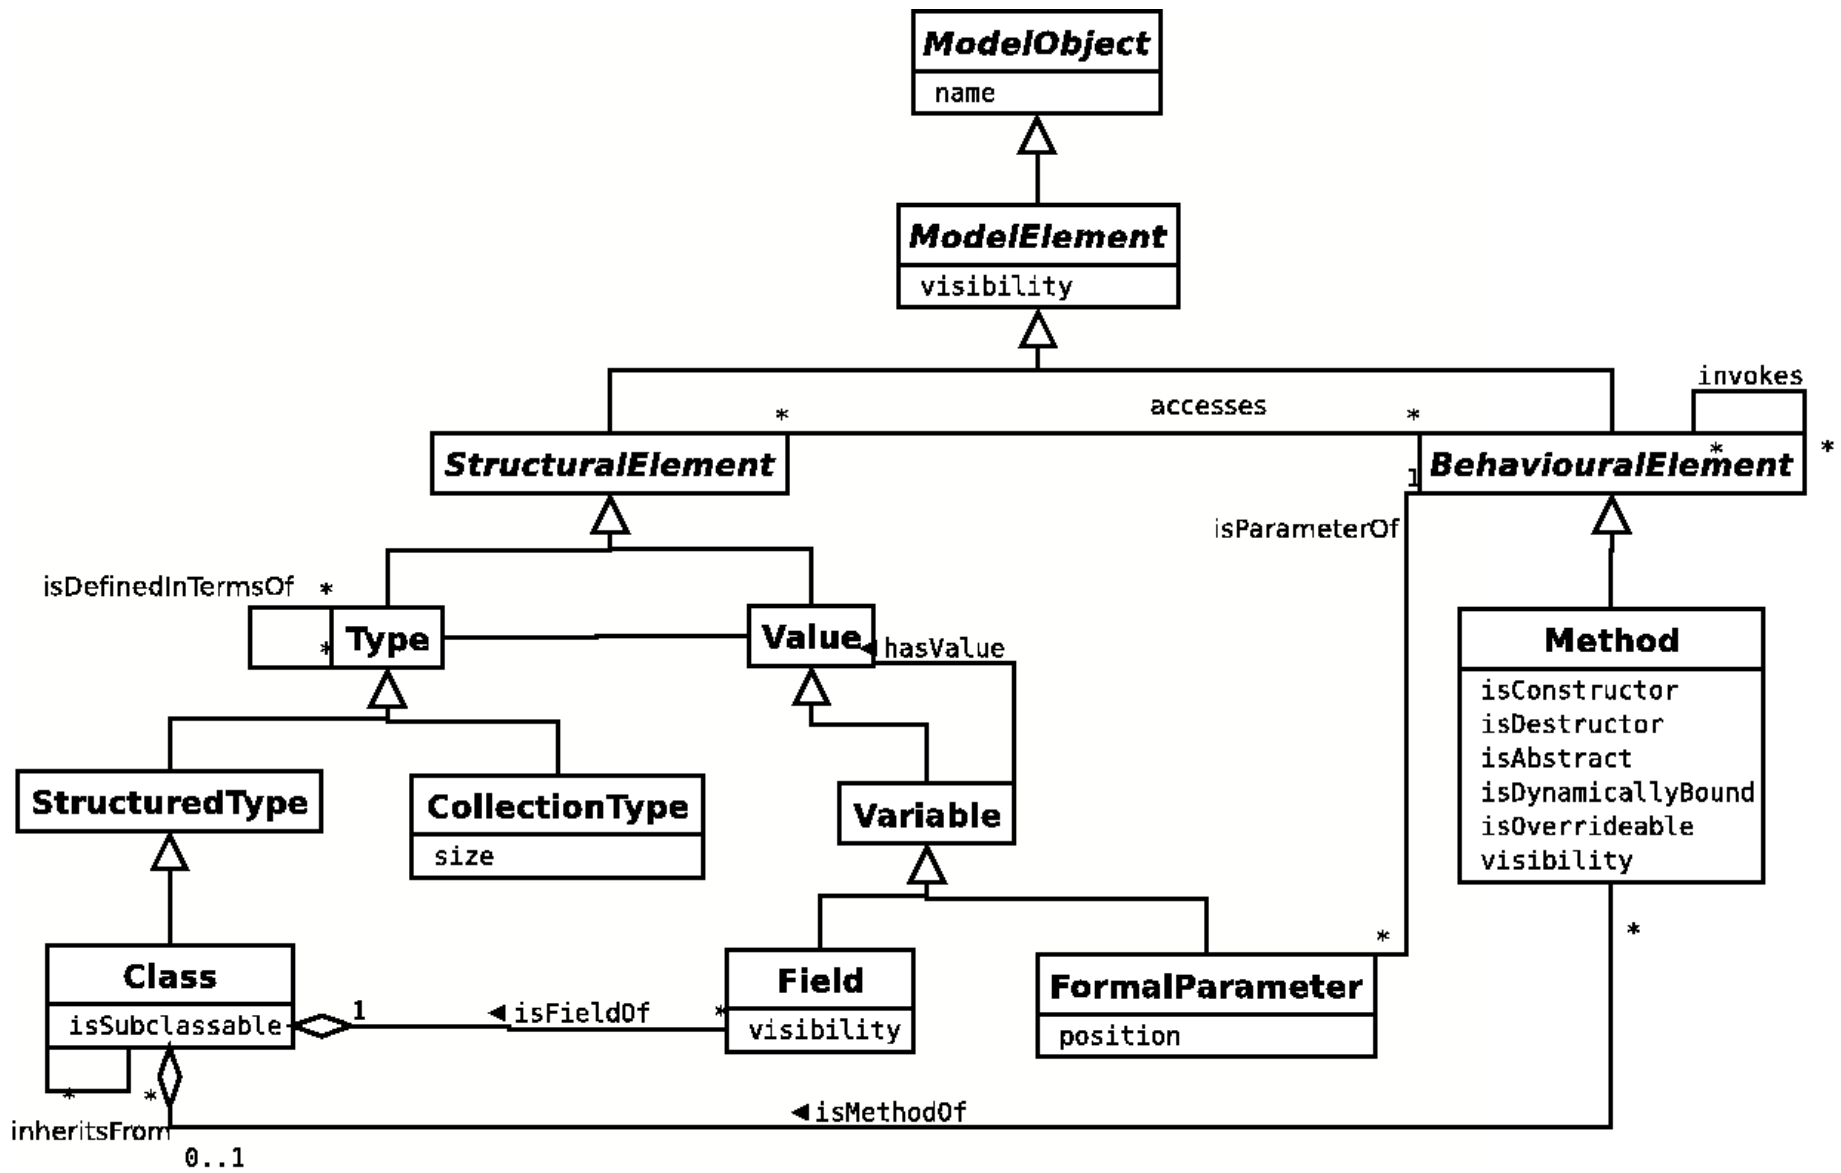 ModelObject
name
ModelElement
visibility
invokes
accesses
*
*
StructuralElement
BehaviouralElement
*
*
1
isParameterOf
isDefinedInTermsOf
*
*
Type
Value
◀ hasValue
Method
isConstructor
isDestructor
isAbstract
isDynamicallyBound
isOverrideable
visibility
StructuredType
CollectionType
size
Variable
*
*
Class
isSubclassable
1
◀ isFieldOf
*
Field
visibility
FormalParameter
position
*
*
inheritsFrom
◀ isMethodOf
0..1